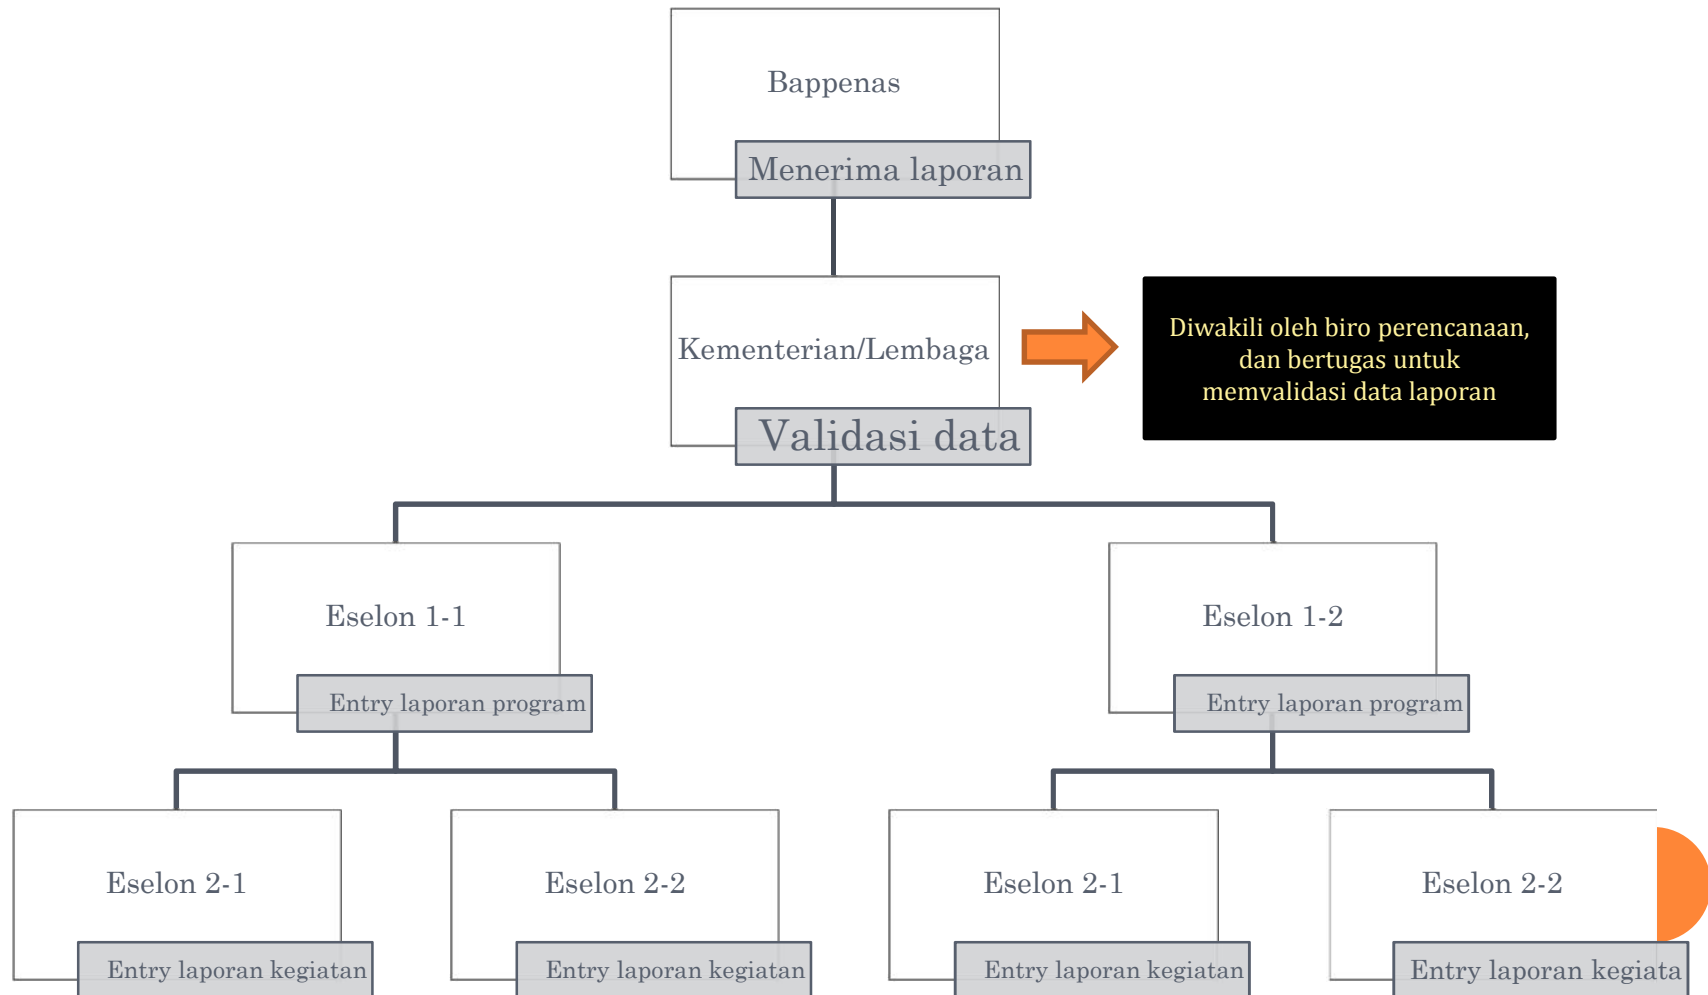 Bappenas
Menerima laporan
Kementerian/Lembaga
Validasi data
Diwakili oleh biro perencanaan,
dan bertugas untuk
memvalidasi data laporan
Eselon 1-1
Entry laporan program
Eselon 1-2
Entry laporan program
Eselon 2-1
Entry laporan kegiatan
Eselon 2-2
Entry laporan kegiatan
Eselon 2-1
Entry laporan kegiatan
Eselon 2-2
Entry laporan kegiata